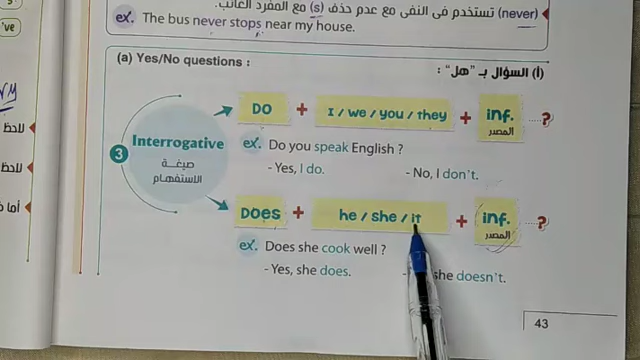 (never) تستخدم فى النفى مع عدم حذف (s) مع المفرد الغائب.
ex. The bus never stops near my house.
(a) Yes/No questions :
(أ) السؤال بـ "هل" :
DO + I / we / you / they + inf. المصدر ......?
3 Interrogative
صيغة
الاستفهام
ex. Do you speak English ?
- Yes, I do. - No, I don't.
DOES + he / she / it + inf. المصدر ......?
ex. Does she cook well ?
- Yes, she does. - she doesn't.
43
've
لاحظ
لاحظ